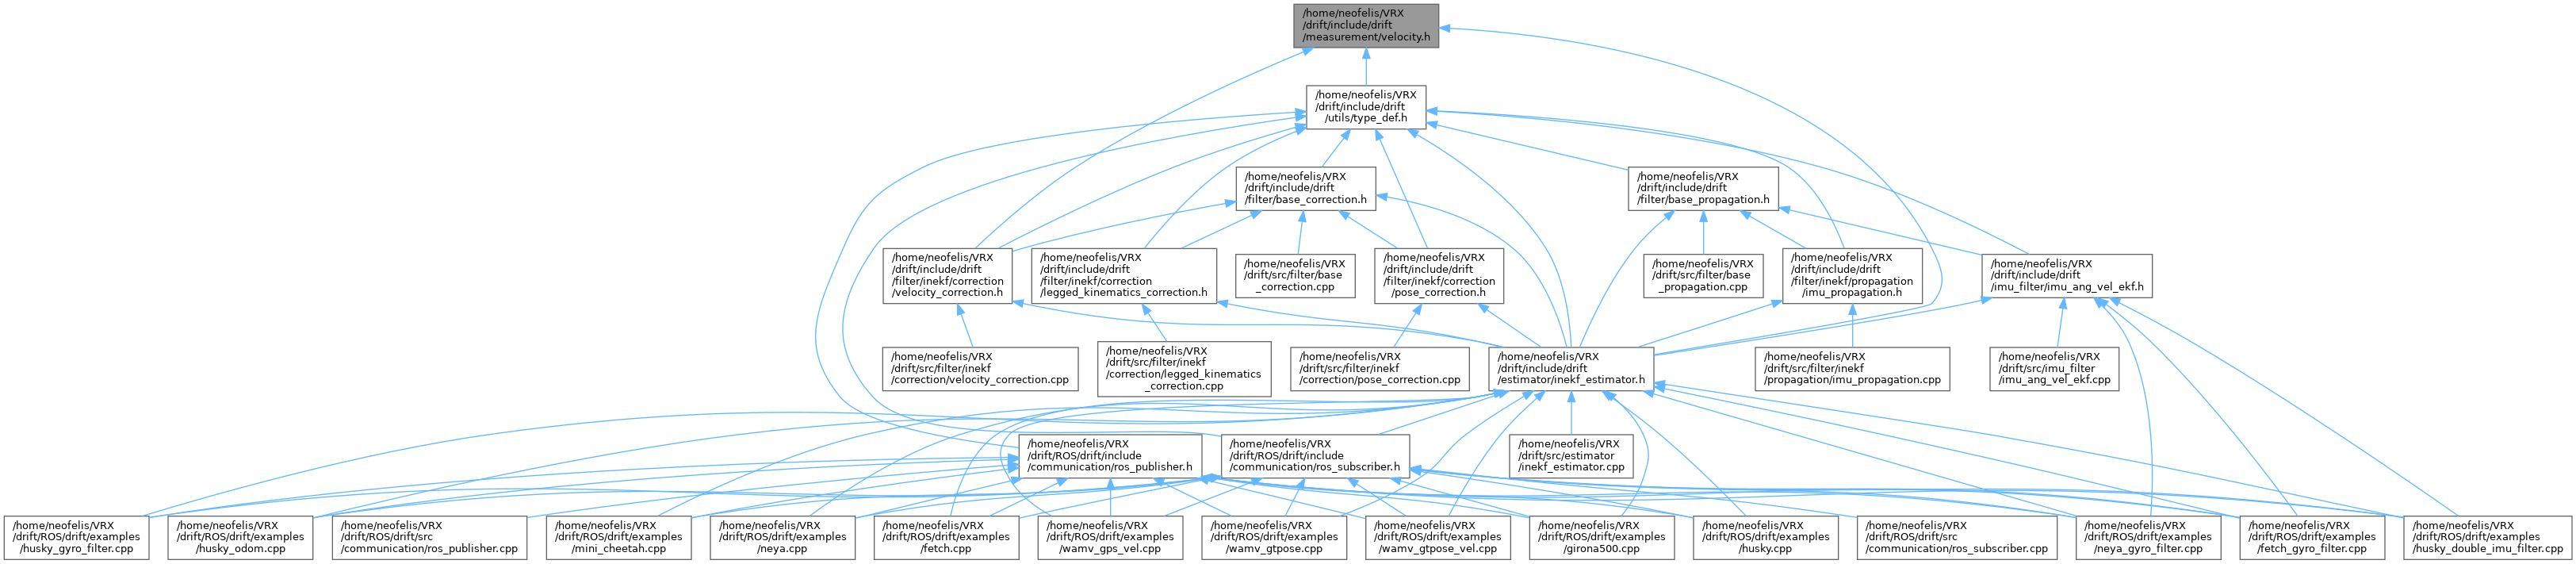 /home/neofelis/VRX
/drift/include/drift
/measurement/velocity.h
/home/neofelis/VRX
/drift/include/drift
/utils/type_def.h
/home/neofelis/VRX
/drift/include/drift
/filter/base_correction.h
/home/neofelis/VRX
/drift/include/drift
/filter/base_propagation.h
/home/neofelis/VRX
/drift/include/drift
/filter/inekf/correction
/velocity_correction.h
/home/neofelis/VRX
/drift/include/drift
/filter/inekf/correction
/legged_kinematics_correction.h
/home/neofelis/VRX
/drift/src/filter/base
_correction.cpp
/home/neofelis/VRX
/drift/include/drift
/filter/inekf/correction
/pose_correction.h
/home/neofelis/VRX
/drift/src/filter/base
_propagation.cpp
/home/neofelis/VRX
/drift/include/drift
/filter/inekf/propagation
/imu_propagation.h
/home/neofelis/VRX
/drift/include/drift
/imu_filter/imu_ang_vel_ekf.h
/home/neofelis/VRX
/drift/src/filter/inekf
/correction/velocity_correction.cpp
/home/neofelis/VRX
/drift/src/filter/inekf
/correction/legged_kinematics
_correction.cpp
/home/neofelis/VRX
/drift/src/filter/inekf
/correction/pose_correction.cpp
/home/neofelis/VRX
/drift/include/drift
/estimator/inekf_estimator.h
/home/neofelis/VRX
/drift/src/filter/inekf
/propagation/imu_propagation.cpp
/home/neofelis/VRX
/drift/src/imu_filter
/imu_ang_vel_ekf.cpp
/home/neofelis/VRX
/drift/ROS/drift/include
/communication/ros_publisher.h
/home/neofelis/VRX
/drift/ROS/drift/include
/communication/ros_subscriber.h
/home/neofelis/VRX
/drift/src/estimator
/inekf_estimator.cpp
/home/neofelis/VRX
/drift/ROS/drift/examples
/husky_gyro_filter.cpp
/home/neofelis/VRX
/drift/ROS/drift/examples
/husky_odom.cpp
/home/neofelis/VRX
/drift/ROS/drift/src
/communication/ros_publisher.cpp
/home/neofelis/VRX
/drift/ROS/drift/examples
/mini_cheetah.cpp
/home/neofelis/VRX
/drift/ROS/drift/examples
/neya.cpp
/home/neofelis/VRX
/drift/ROS/drift/examples
/fetch.cpp
/home/neofelis/VRX
/drift/ROS/drift/examples
/wamv_gps_vel.cpp
/home/neofelis/VRX
/drift/ROS/drift/examples
/wamv_gtpose.cpp
/home/neofelis/VRX
/drift/ROS/drift/examples
/wamv_gtpose_vel.cpp
/home/neofelis/VRX
/drift/ROS/drift/examples
/girona500.cpp
/home/neofelis/VRX
/drift/ROS/drift/examples
/husky.cpp
/home/neofelis/VRX
/drift/ROS/drift/src
/communication/ros_subscriber.cpp
/home/neofelis/VRX
/drift/ROS/drift/examples
/neya_gyro_filter.cpp
/home/neofelis/VRX
/drift/ROS/drift/examples
/fetch_gyro_filter.cpp
/home/neofelis/VRX
/drift/ROS/drift/examples
/husky_double_imu_filter.cpp